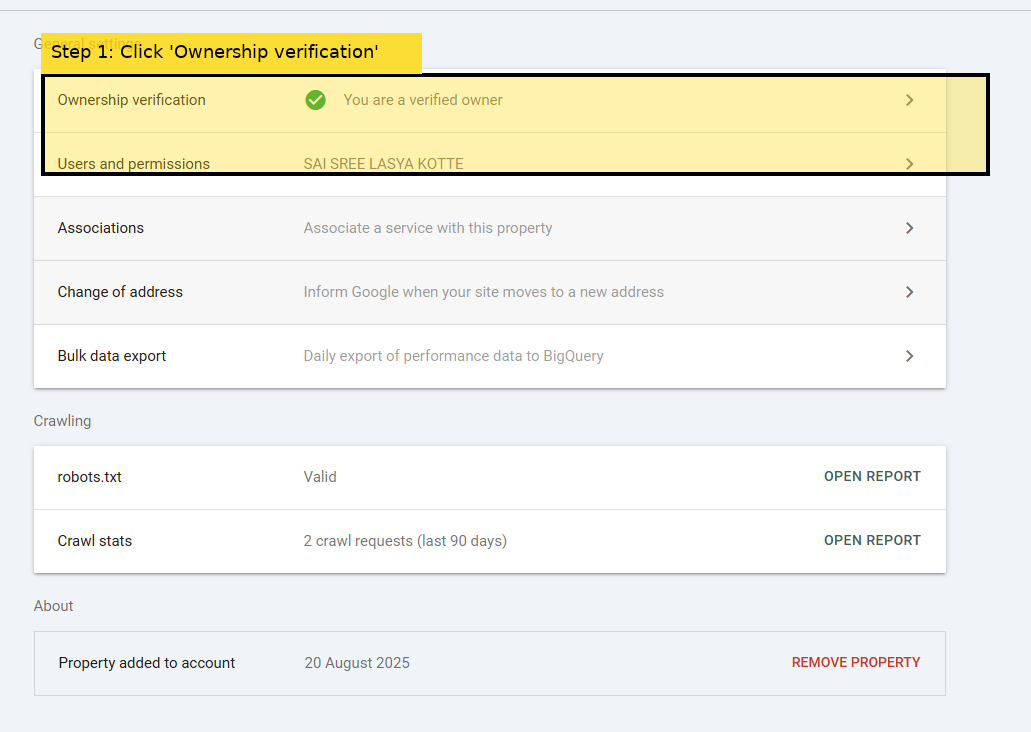 General settings
Step 1: Click 'Ownership verification'
Ownership verification You are a verified owner
Users and permissions SAI SREE LASYA KOTTE
Associations Associate a service with this property
Change of address Inform Google when your site moves to a new address
Bulk data export Daily export of performance data to BigQuery
Crawling
robots.txt Valid OPEN REPORT
Crawl stats 2 crawl requests (last 90 days) OPEN REPORT
About
Property added to account 20 August 2025 REMOVE PROPERTY